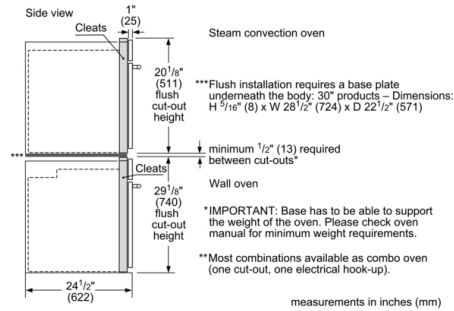 Side view
1"
(25)
Cleats
Steam convection oven
20 1/8"
(511)
flush
cut-out
height
***Flush installation requires a base plate
underneath the body: 30" products – Dimensions:
H 5/16" (8) x W 28 1/2" (724) x D 22 1/2" (571)
***
minimum 1/2" (13) required
between cut-outs*
Cleats
Wall oven
29 1/8"
(740)
flush
cut-out
height
*IMPORTANT: Base has to be able to support
the weight of the oven. Please check oven
manual for minimum weight requirements.
**Most combinations available as combo oven
(one cut-out, one electrical hook-up).
24 1/2"
(622)
measurements in inches (mm)